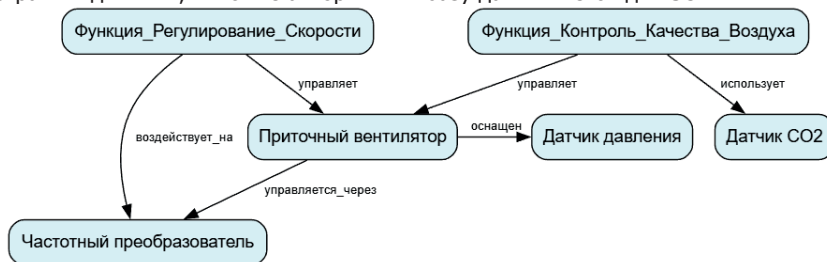 Функция_Регулирование_Скорости
Функция_Контроль_Качества_Воздуха
управляет
управляет
использует
воздействует_на
Приточный вентилятор
оснащен
Датчик давления
Датчик CO2
управляется_через
Частотный преобразователь